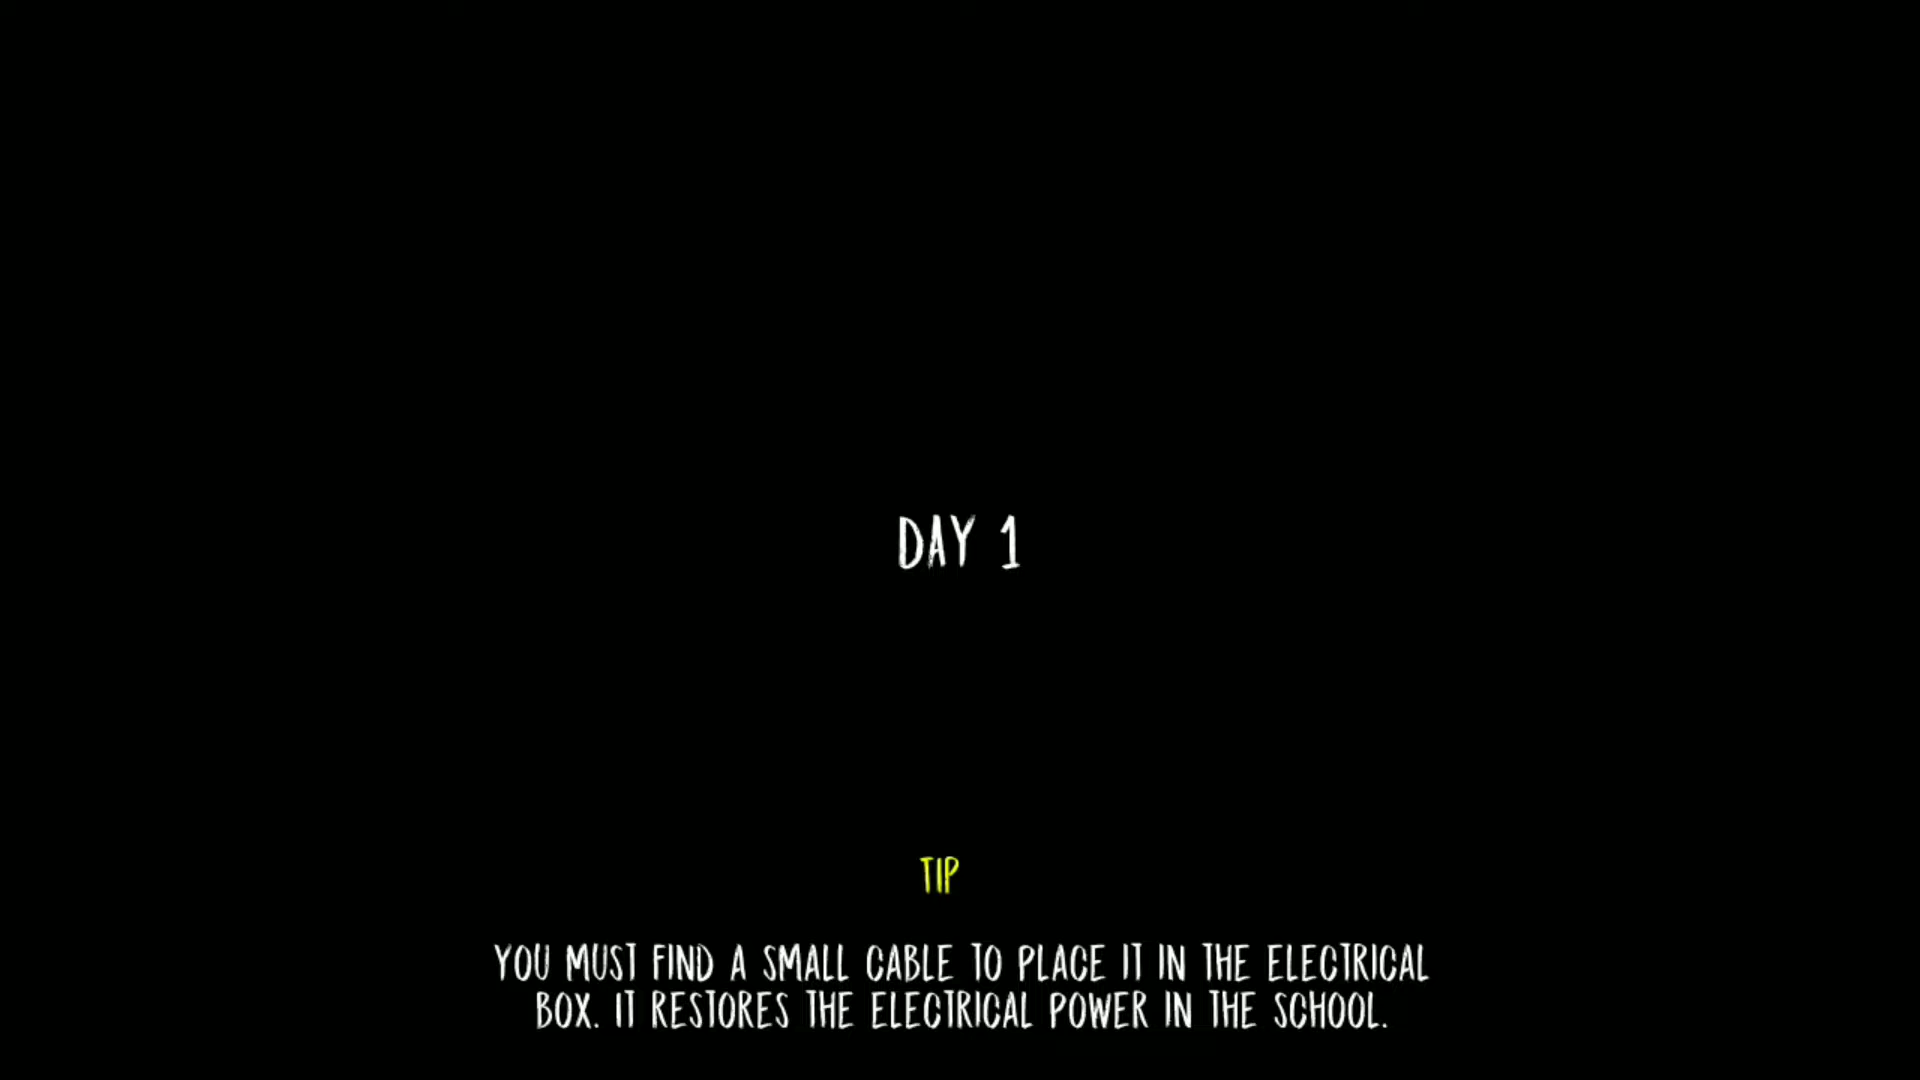 DAY 1
TIP
YOU MUST FIND A SMALL CABLE TO PLACE IT IN THE ELECTRICAL
BOX. IT RESTORES THE ELECTRICAL POWER IN THE SCHOOL.